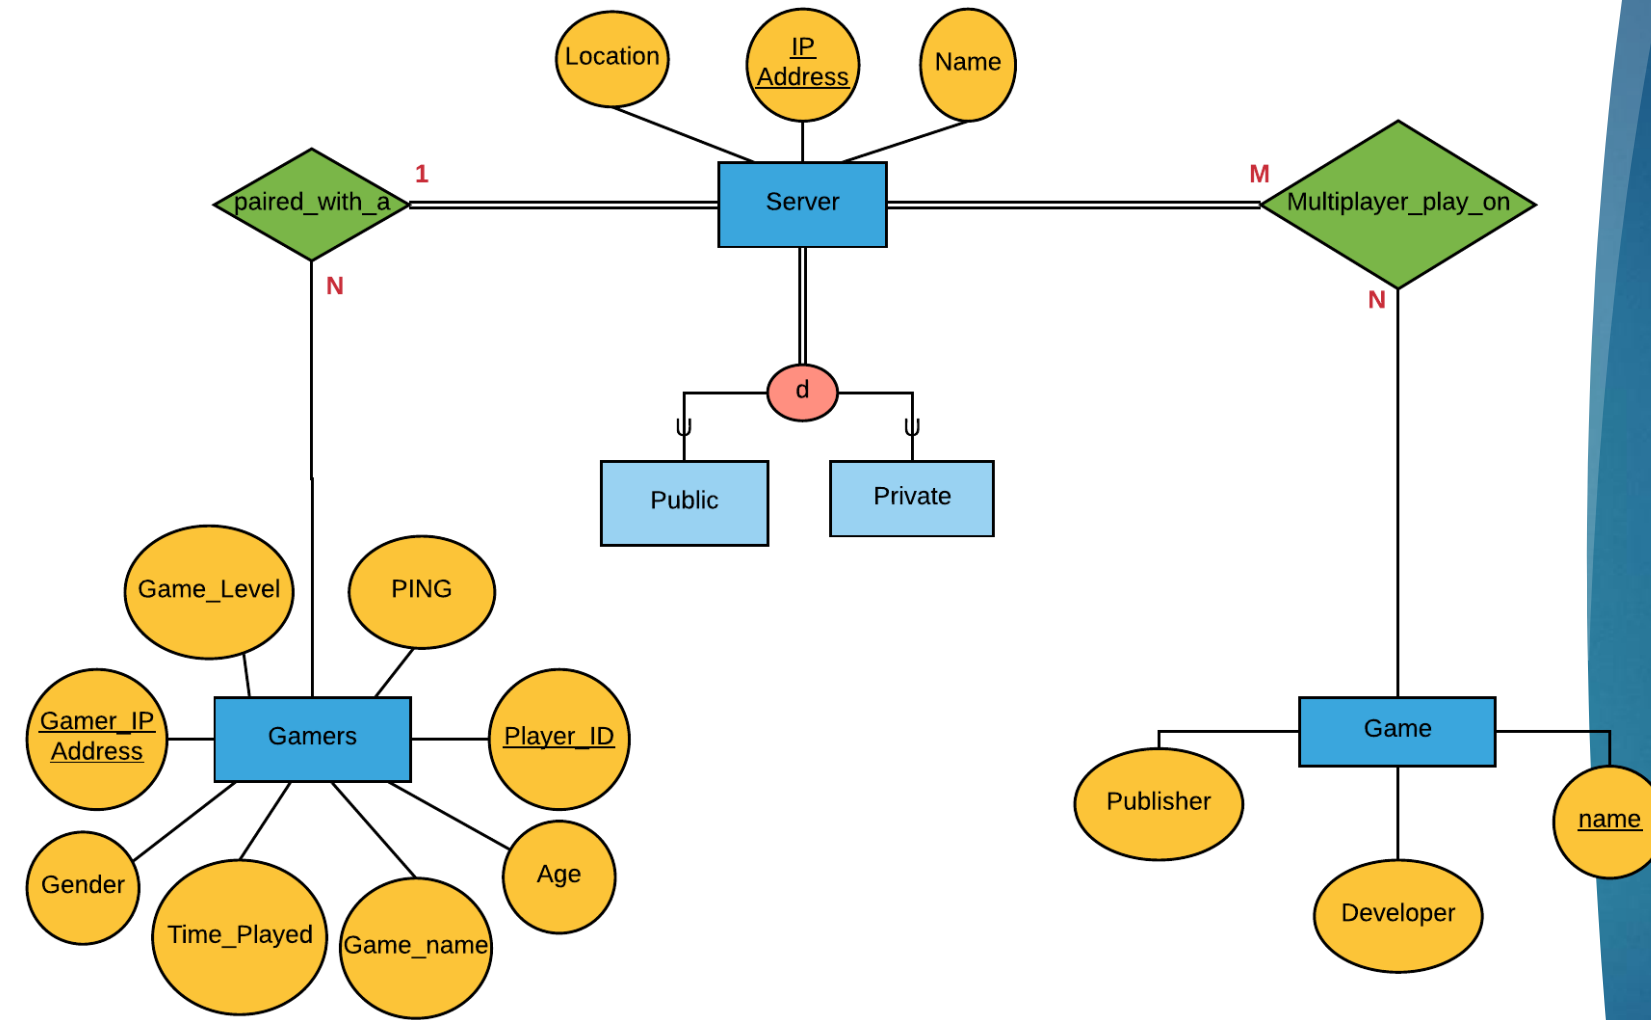 Location
IP
Address
Name
paired_with_a
1
Server
M
Multiplayer_play_on
N
N
d
U
U
Public
Private
Game_Level
PING
Gamer_IP
Address
Gamers
Player_ID
Game
Publisher
name
Gender
Time_Played
Game_name
Age
Developer